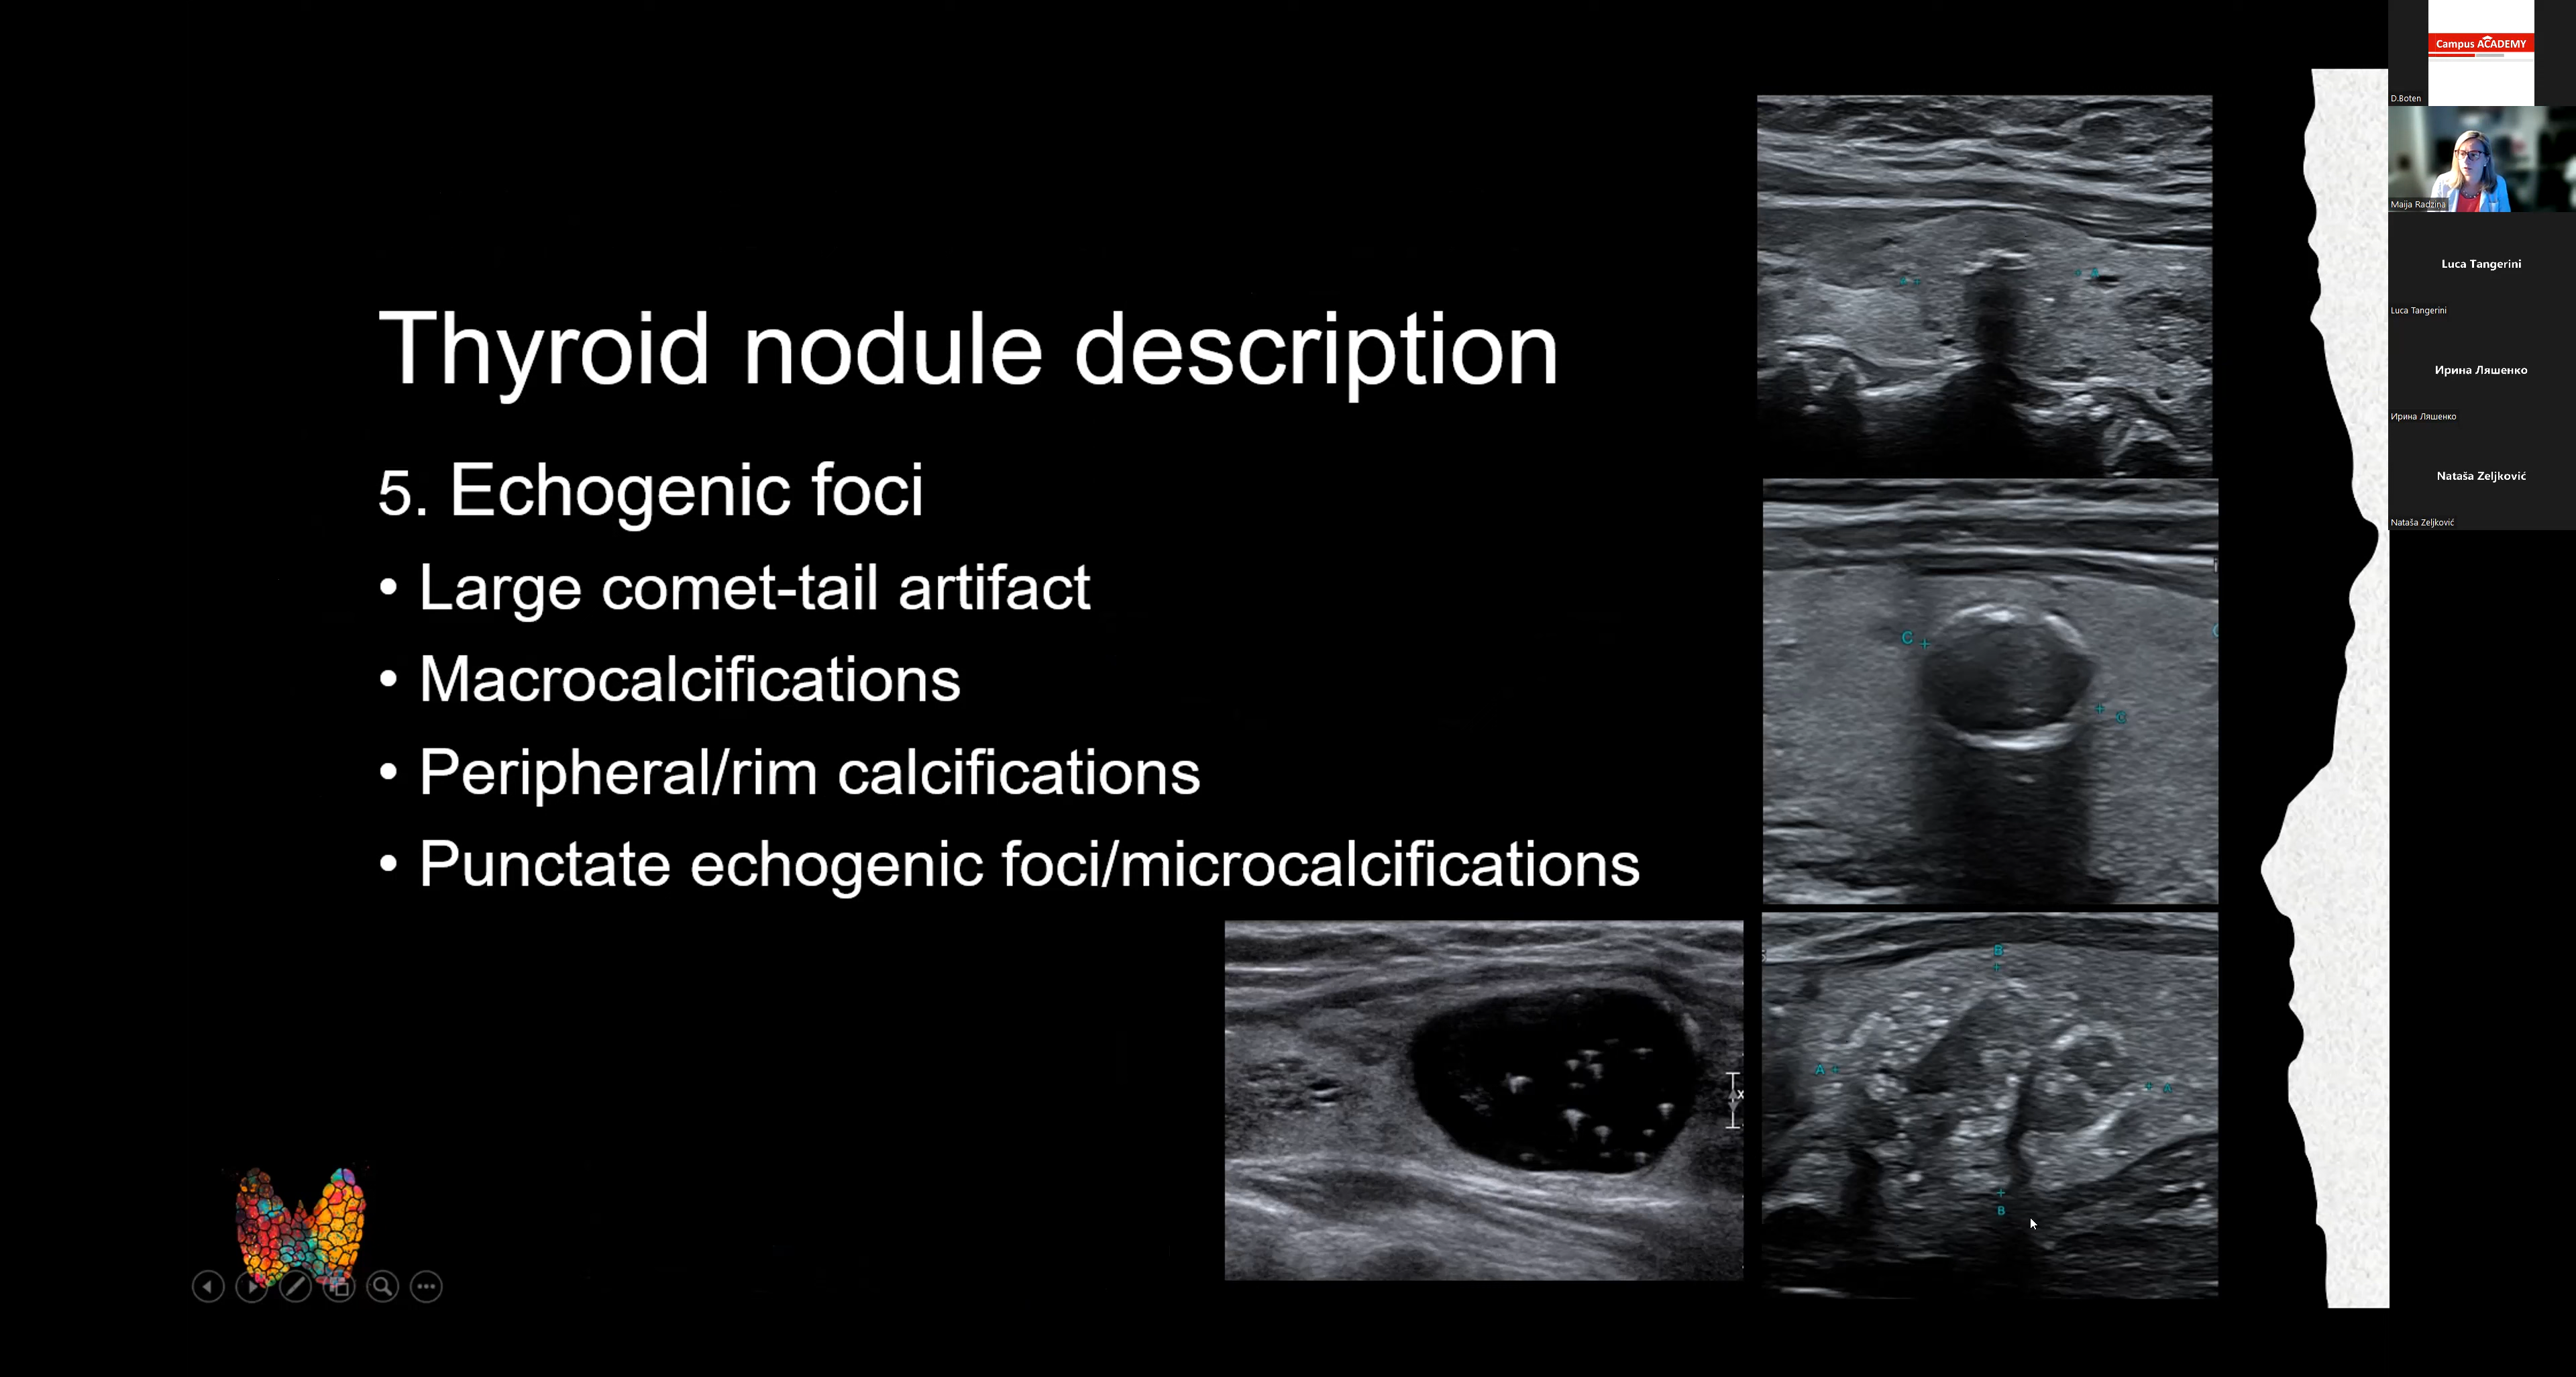 Thyroid nodule description
5. Echogenic foci
• Large comet-tail artifact
• Macrocalcifications
• Peripheral/rim calcifications
• Punctate echogenic foci/microcalcifications
C
C
B
A
A
B
x
Campus ACADEMY
D.Boten
Maija Radzina
Luca Tangerini
Luca Tangerini
Ирина Ляшенко
Ирина Ляшенко
Nataša Zeljković
Nataša Zeljković